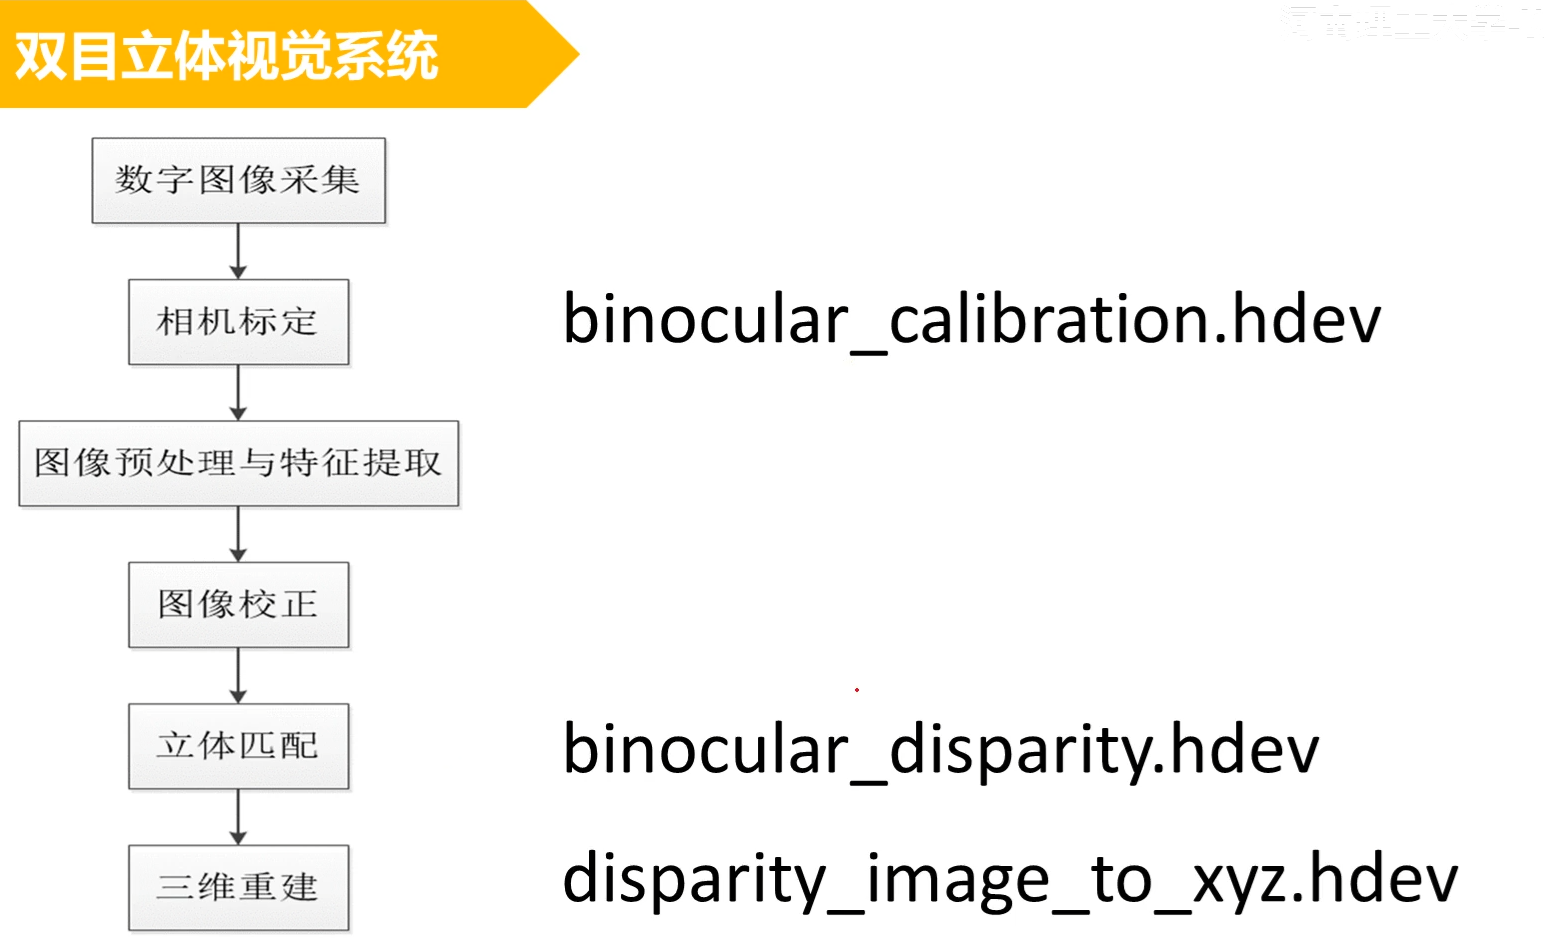 双目立体视觉系统
数字图像采集
相机标定
binocular_calibration.hdev
图像预处理与特征提取
图像校正
立体匹配
binocular_disparity.hdev
三维重建
disparity_image_to_xyz.hdev